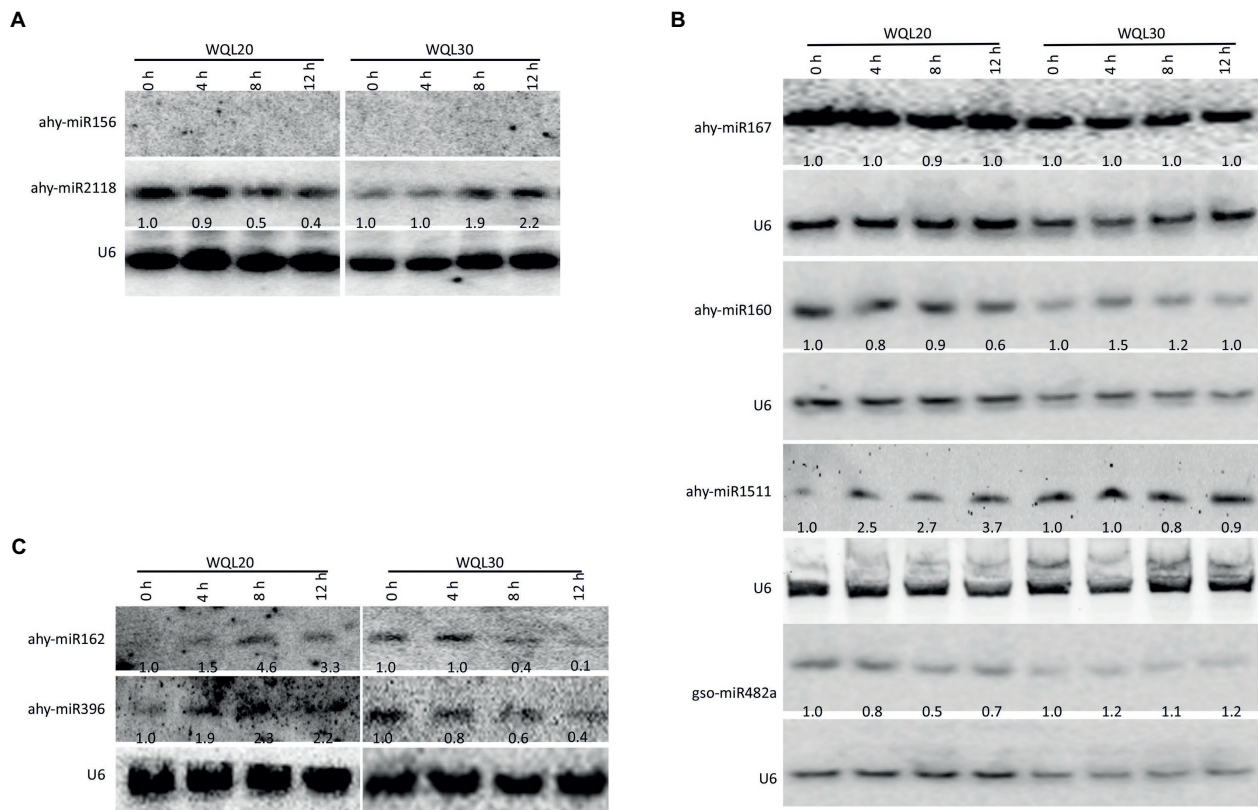 A
WQL20 WQL30
0 h 4 h 8 h 12 h 0 h 4 h 8 h 12 h
ahy-miR156
ahy-miR2118
1.0 0.9 0.5 0.4 1.0 1.0 1.9 2.2
U6
B
WQL20 WQL30
0 h 4 h 8 h 12 h 0 h 4 h 8 h 12 h
ahy-miR167
1.0 1.0 0.9 1.0 1.0 1.0 1.0 1.0
U6
ahy-miR160
1.0 0.8 0.9 0.6 1.0 1.5 1.2 1.0
U6
ahy-miR1511
1.0 2.5 2.7 3.7 1.0 1.0 0.8 0.9
U6
gso-miR482a
1.0 0.8 0.5 0.7 1.0 1.2 1.1 1.2
U6
C
WQL20 WQL30
0 h 4 h 8 h 12 h 0 h 4 h 8 h 12 h
ahy-miR162
1.0 1.5 4.6 3.3 1.0 1.0 0.4 0.1
ahy-miR396
1.0 1.9 2.3 2.2 1.0 0.8 0.6 0.4
U6